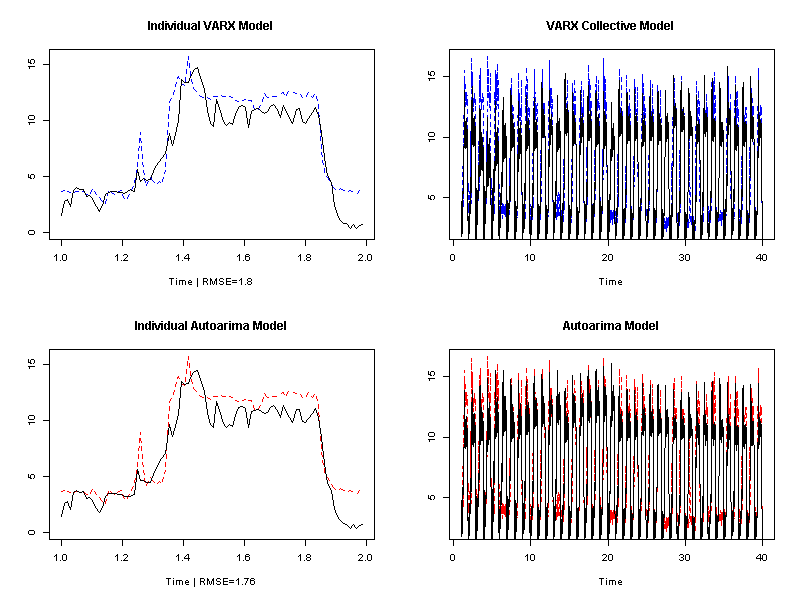 Individual VARX Model
VARX Collective Model
15
10
5
0
1.0 1.2 1.4 1.6 1.8 2.0
Time | RMSE=1.8
15
10
5
0 10 20 30 40
Time
Individual Autoarima Model
Autoarima Model
15
10
5
0
1.0 1.2 1.4 1.6 1.8 2.0
Time | RMSE=1.76
15
10
5
0 10 20 30 40
Time